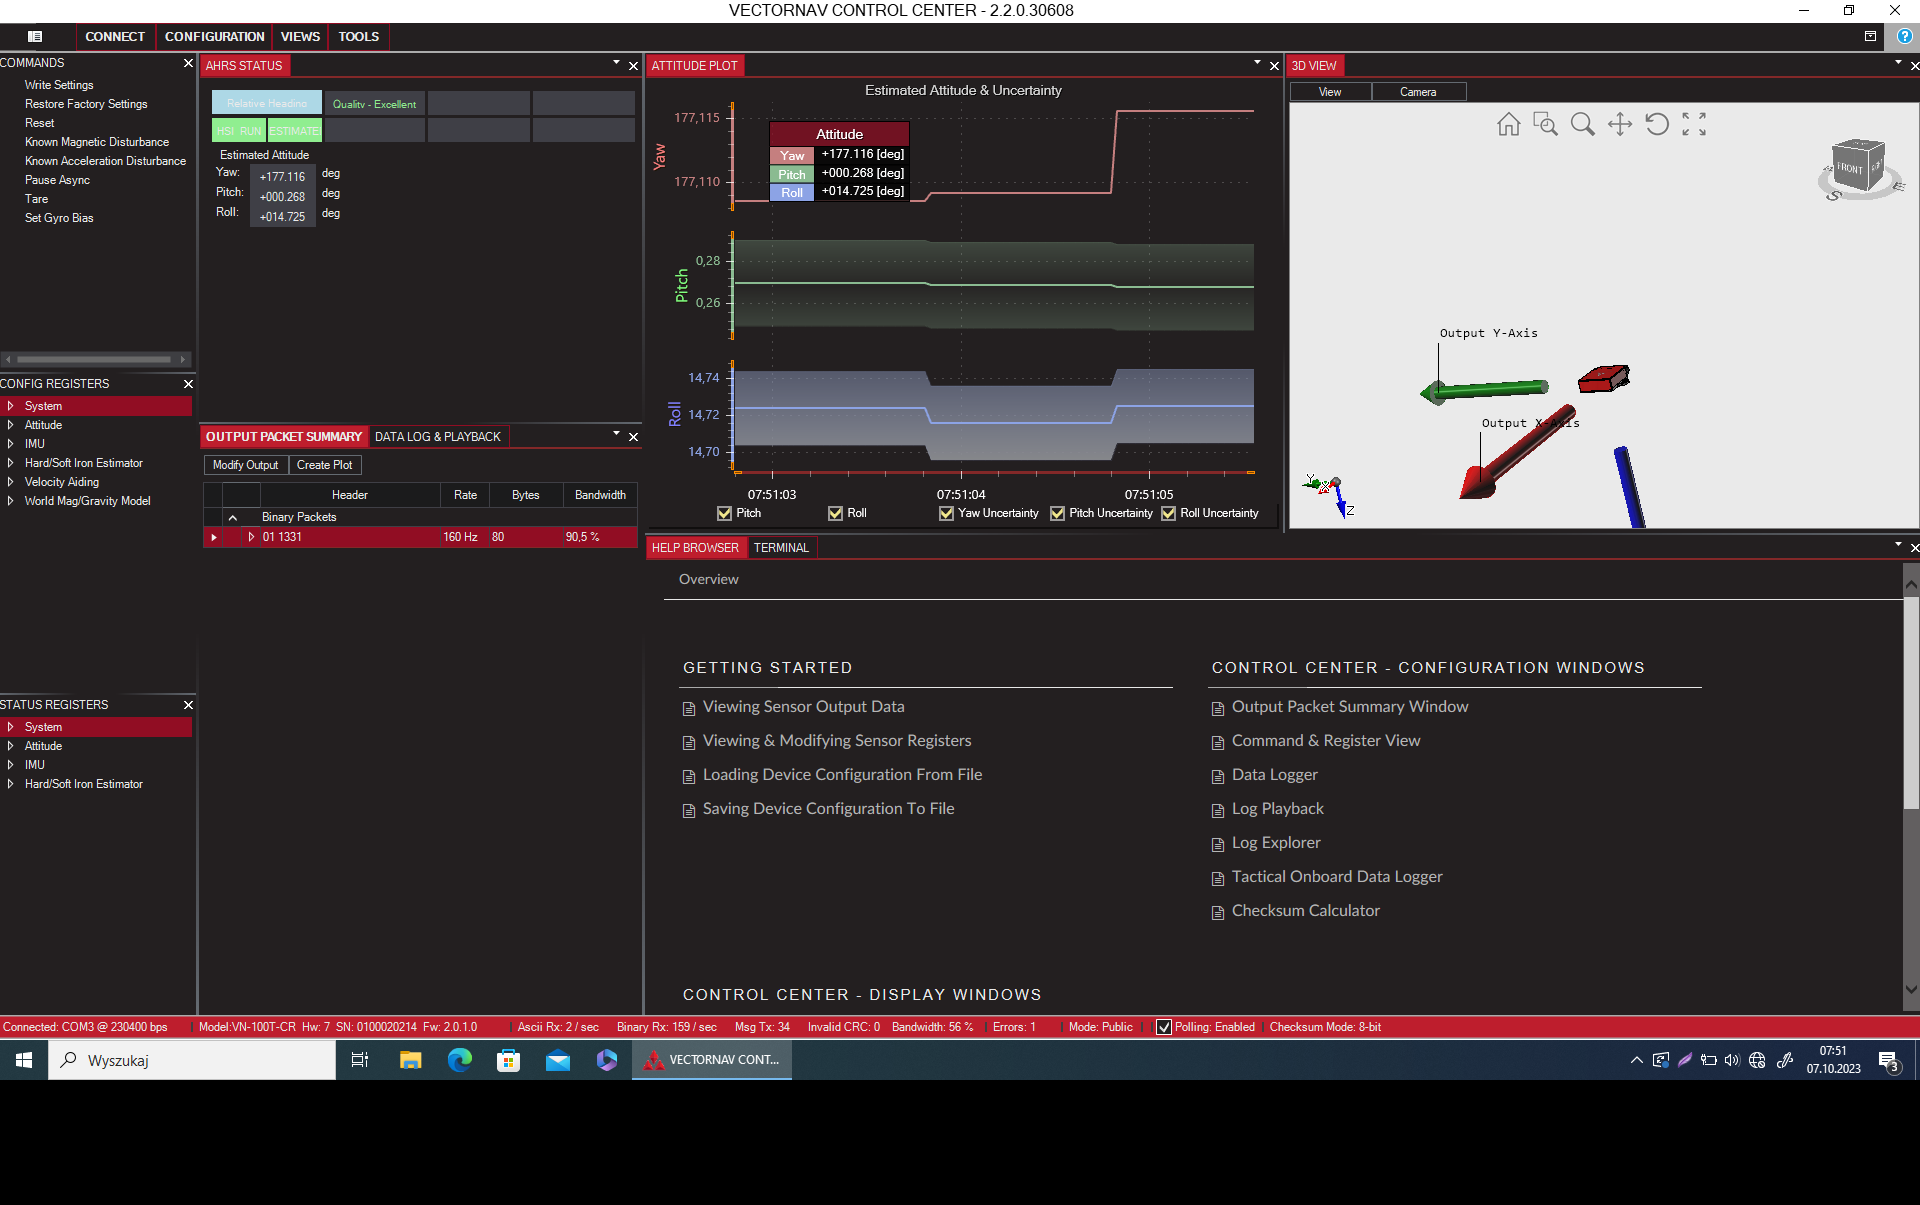 VECTORNAV CONTROL CENTER - 2.2.0.30608
CONNECT CONFIGURATION VIEWS TOOLS
COMMANDS
Write Settings
Restore Factory Settings
Reset
Known Magnetic Disturbance
Known Acceleration Disturbance
Pause Async
Tare
Set Gyro Bias
CONFIG REGISTERS
System
Attitude
IMU
Hard/Soft Iron Estimator
Velocity Aiding
World Mag/Gravity Model
STATUS REGISTERS
System
Attitude
IMU
Hard/Soft Iron Estimator
AHRS STATUS
Relative Heading Quality - Excellent
HSI RUN ESTIMATE
Estimated Attitude
Yaw: +177.116 deg
Pitch: +000.268 deg
Roll: +014.725 deg
OUTPUT PACKET SUMMARY DATA LOG & PLAYBACK
Modify Output Create Plot
Header Rate Bytes Bandwidth
Binary Packets
01 1331 160 Hz 80 90,5 %
ATTITUDE PLOT
Estimated Attitude & Uncertainty
Yaw
177,115
177,110
Attitude
Yaw +177.116 [deg]
Pitch +000.268 [deg]
Roll +014.725 [deg]
Pitch
0,28
0,26
Roll
14,74
14,72
14,70
07:51:03 07:51:04 07:51:05
Pitch Roll Yaw Uncertainty Pitch Uncertainty Roll Uncertainty
3D VIEW
View Camera
FRONT
S E
Output Y-Axis
Output X-Axis
Y X Z
HELP BROWSER TERMINAL
Overview
GETTING STARTED
Viewing Sensor Output Data
Viewing & Modifying Sensor Registers
Loading Device Configuration From File
Saving Device Configuration To File
CONTROL CENTER - CONFIGURATION WINDOWS
Output Packet Summary Window
Command & Register View
Data Logger
Log Playback
Log Explorer
Tactical Onboard Data Logger
Checksum Calculator
CONTROL CENTER - DISPLAY WINDOWS
Connected: COM3 @ 230400 bps Model:VN-100T-CR Hw: 7 SN: 0100020214 Fw: 2.0.1.0 Ascii Rx: 2 / sec Binary Rx: 159 / sec Msg Tx: 34 Invalid CRC: 0 Bandwidth: 56 % Errors: 1 Mode: Public Polling: Enabled Checksum Mode: 8-bit
Wyszukaj
VECTORNAV CONT...
07:51
07.10.2023
3